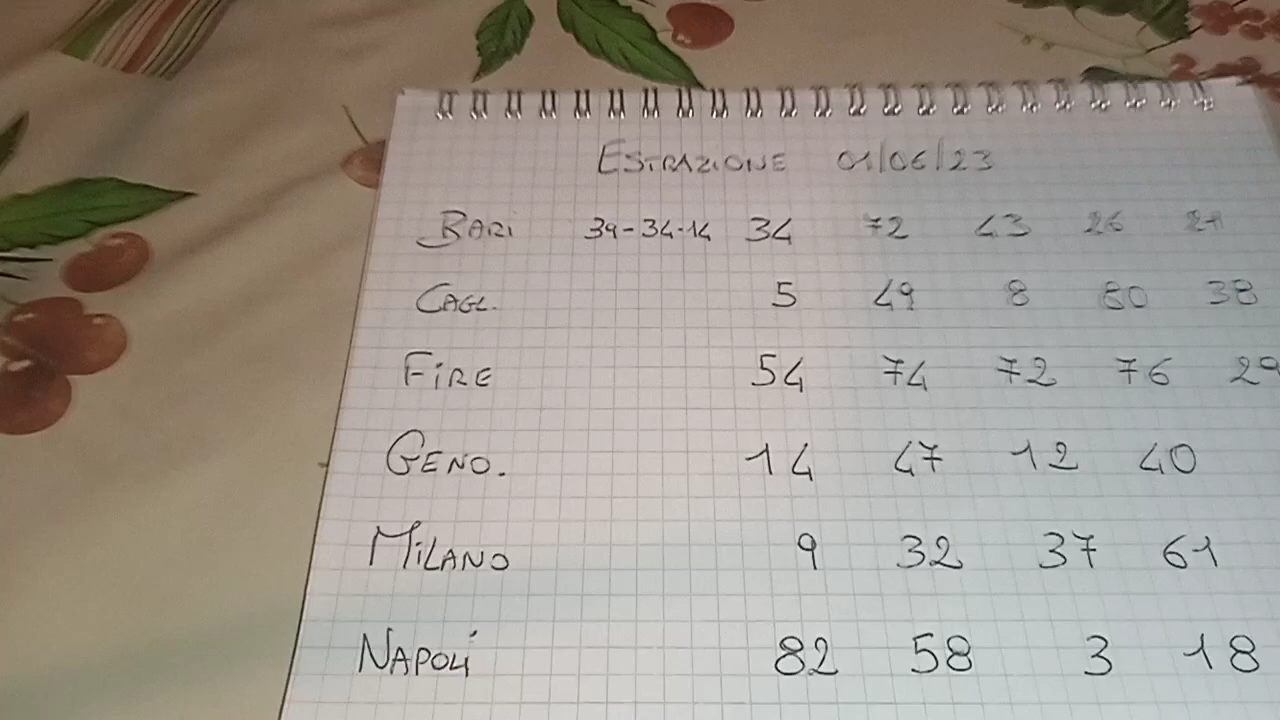 ESTRAZIONE 01/06/23
BARI 39-34-14 34 72 43 26 21
CAGL. 5 49 8 80 38
FIRE 54 74 72 76 29
GENO. 14 47 12 40
MILANO 9 32 37 61
NAPOLI 82 58 3 18